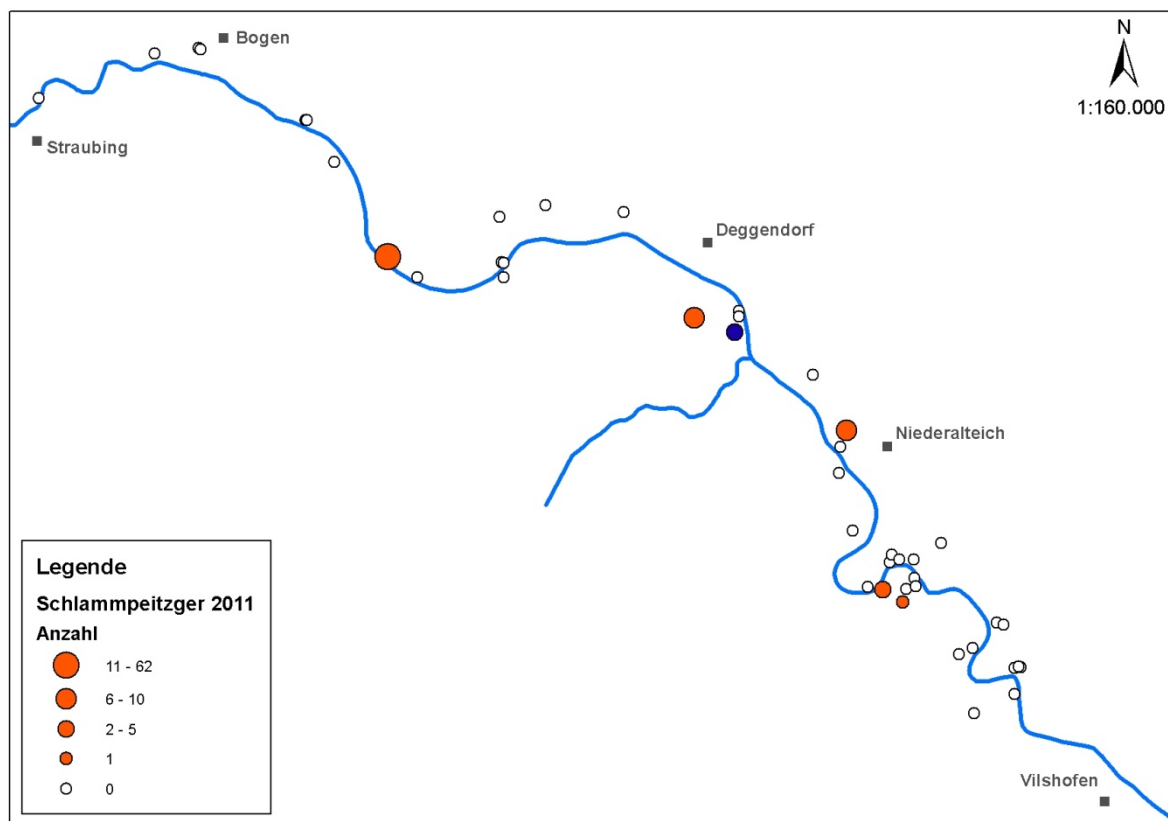 Bogen
N
1:160.000
Straubing
Deggendorf
Niederalteich
Legende
Schlammpeitzger 2011
Anzahl
11 - 62
6 - 10
2 - 5
1
0
Vilshofen